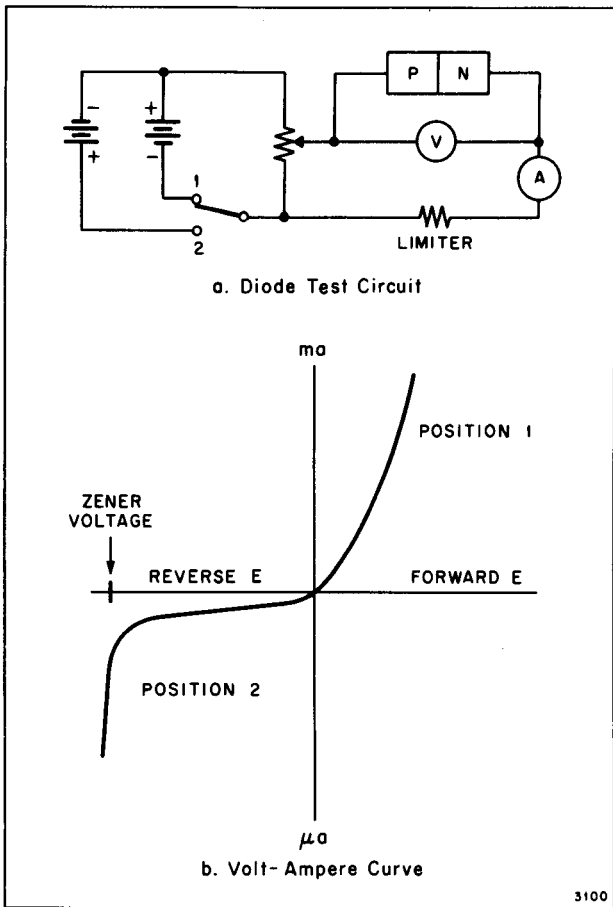 P N
- +
V
+ -
A
1
2
LIMITER
a. Diode Test Circuit
ma
POSITION 1
ZENER
VOLTAGE
REVERSE E FORWARD E
POSITION 2
μa
b. Volt-Ampere Curve
3100